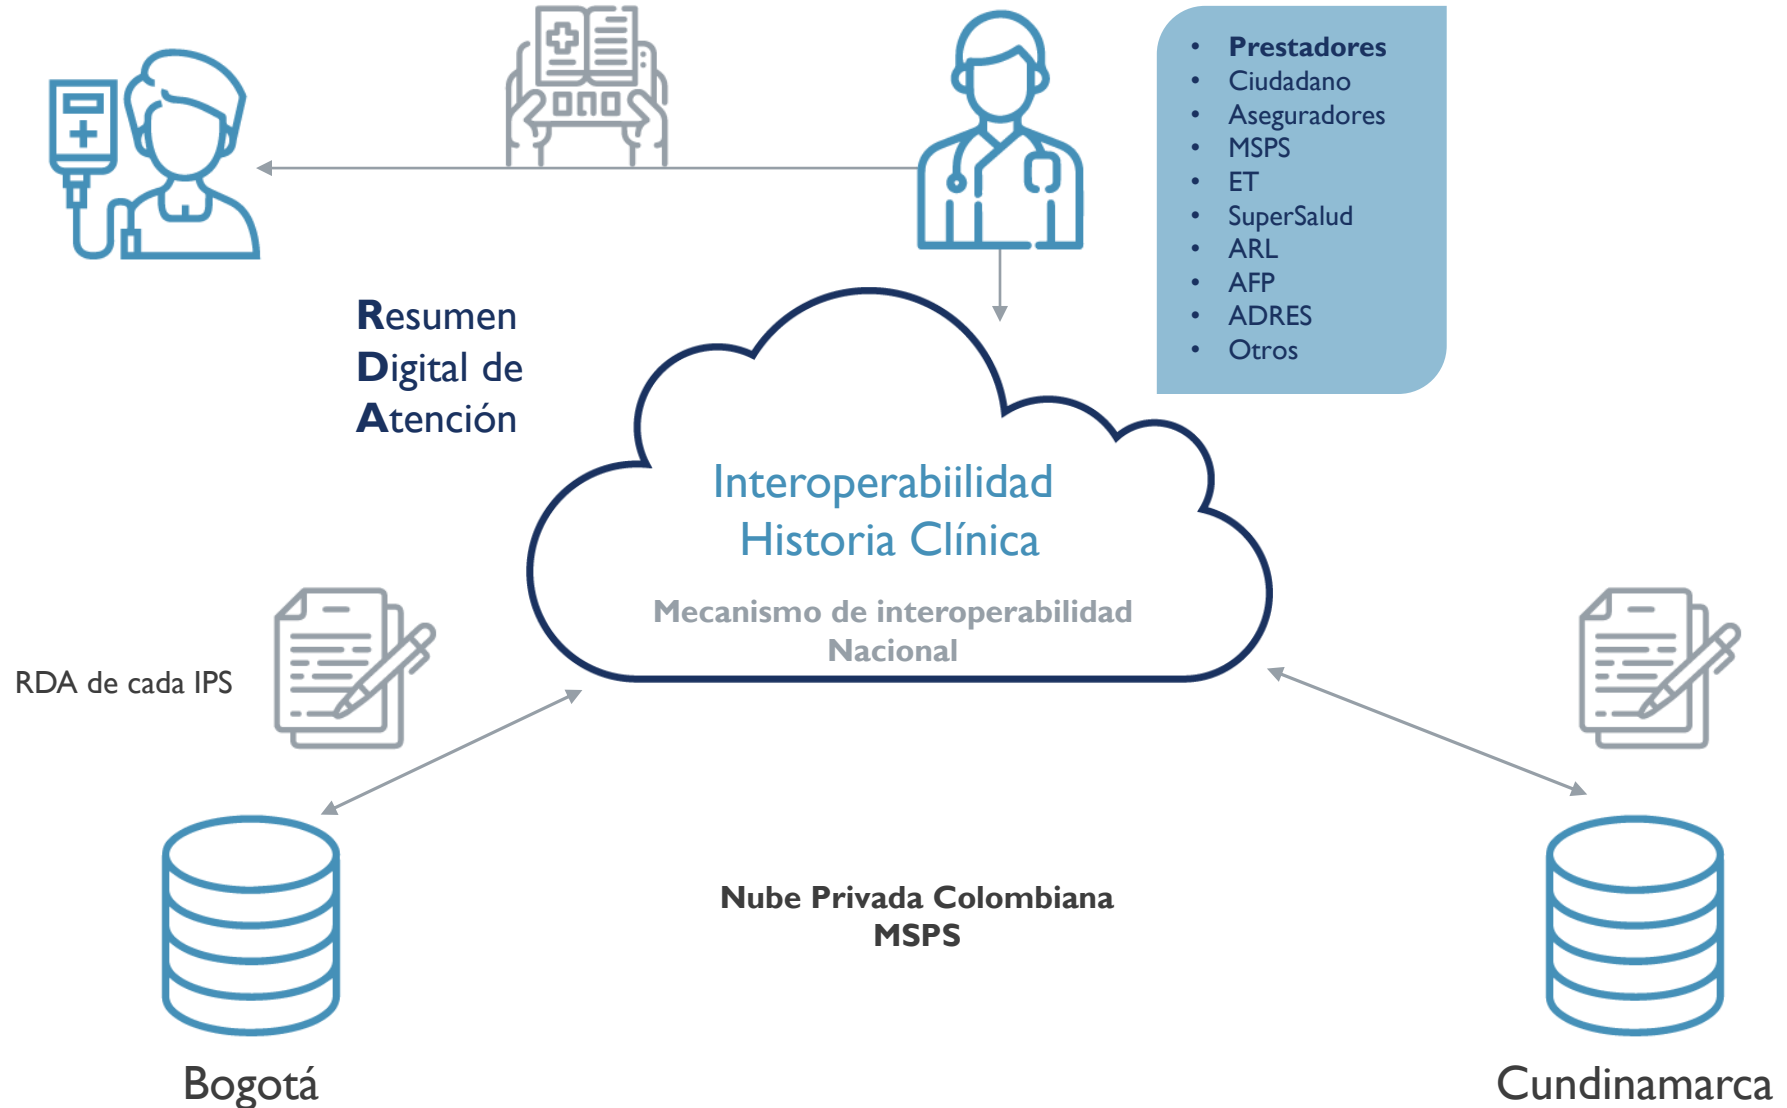 • Prestadores
• Ciudadano
• Aseguradores
• MSPS
• ET
• SuperSalud
• ARL
• AFP
• ADRES
• Otros
Resumen
Digital de
Atención
Interoperabiilidad
Historia Clínica
Mecanismo de interoperabilidad
Nacional
RDA de cada IPS
Nube Privada Colombiana
MSPS
Bogotá
Cundinamarca